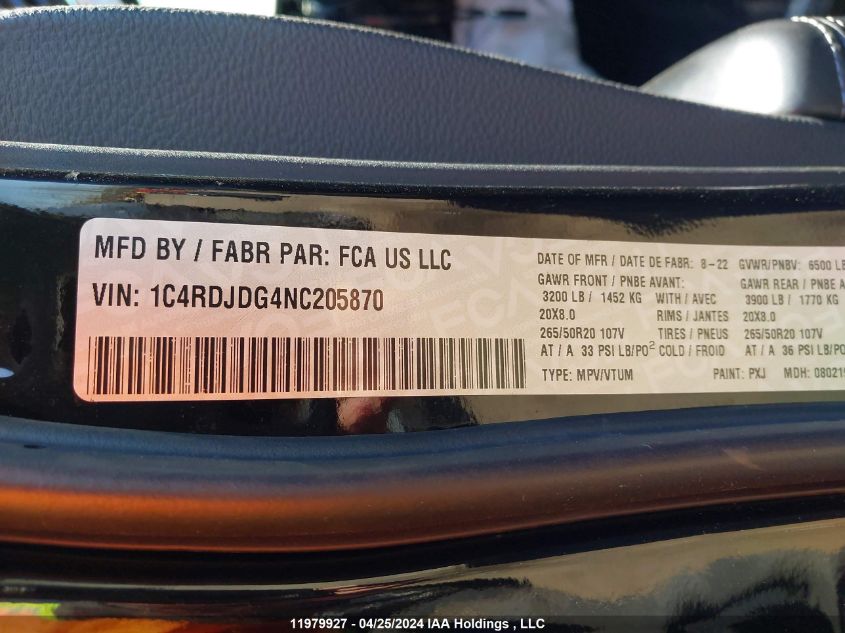 MFD BY / FABR PAR: FCA US LLC
VIN: 1C4RDJDG4NC205870
DATE OF MFR / DATE DE FABR: 8-22 GVWR/PNBV: 6500 LB
GAWR FRONT / PNBE AVANT: GAWR REAR / PNBE A
3200 LB / 1452 KG WITH / AVEC 3900 LB / 1770 KG
20X8.0 RIMS / JANTES 20X8.0
265/50R20 107V TIRES / PNEUS 265/50R20 107V
AT / A 33 PSI LB/PO² COLD / FROID AT / A 36 PSI LB/PO
TYPE: MPV/VTUM PAINT: PXJ MDH: 08021
11979927 - 04/25/2024 IAA Holdings , LLC